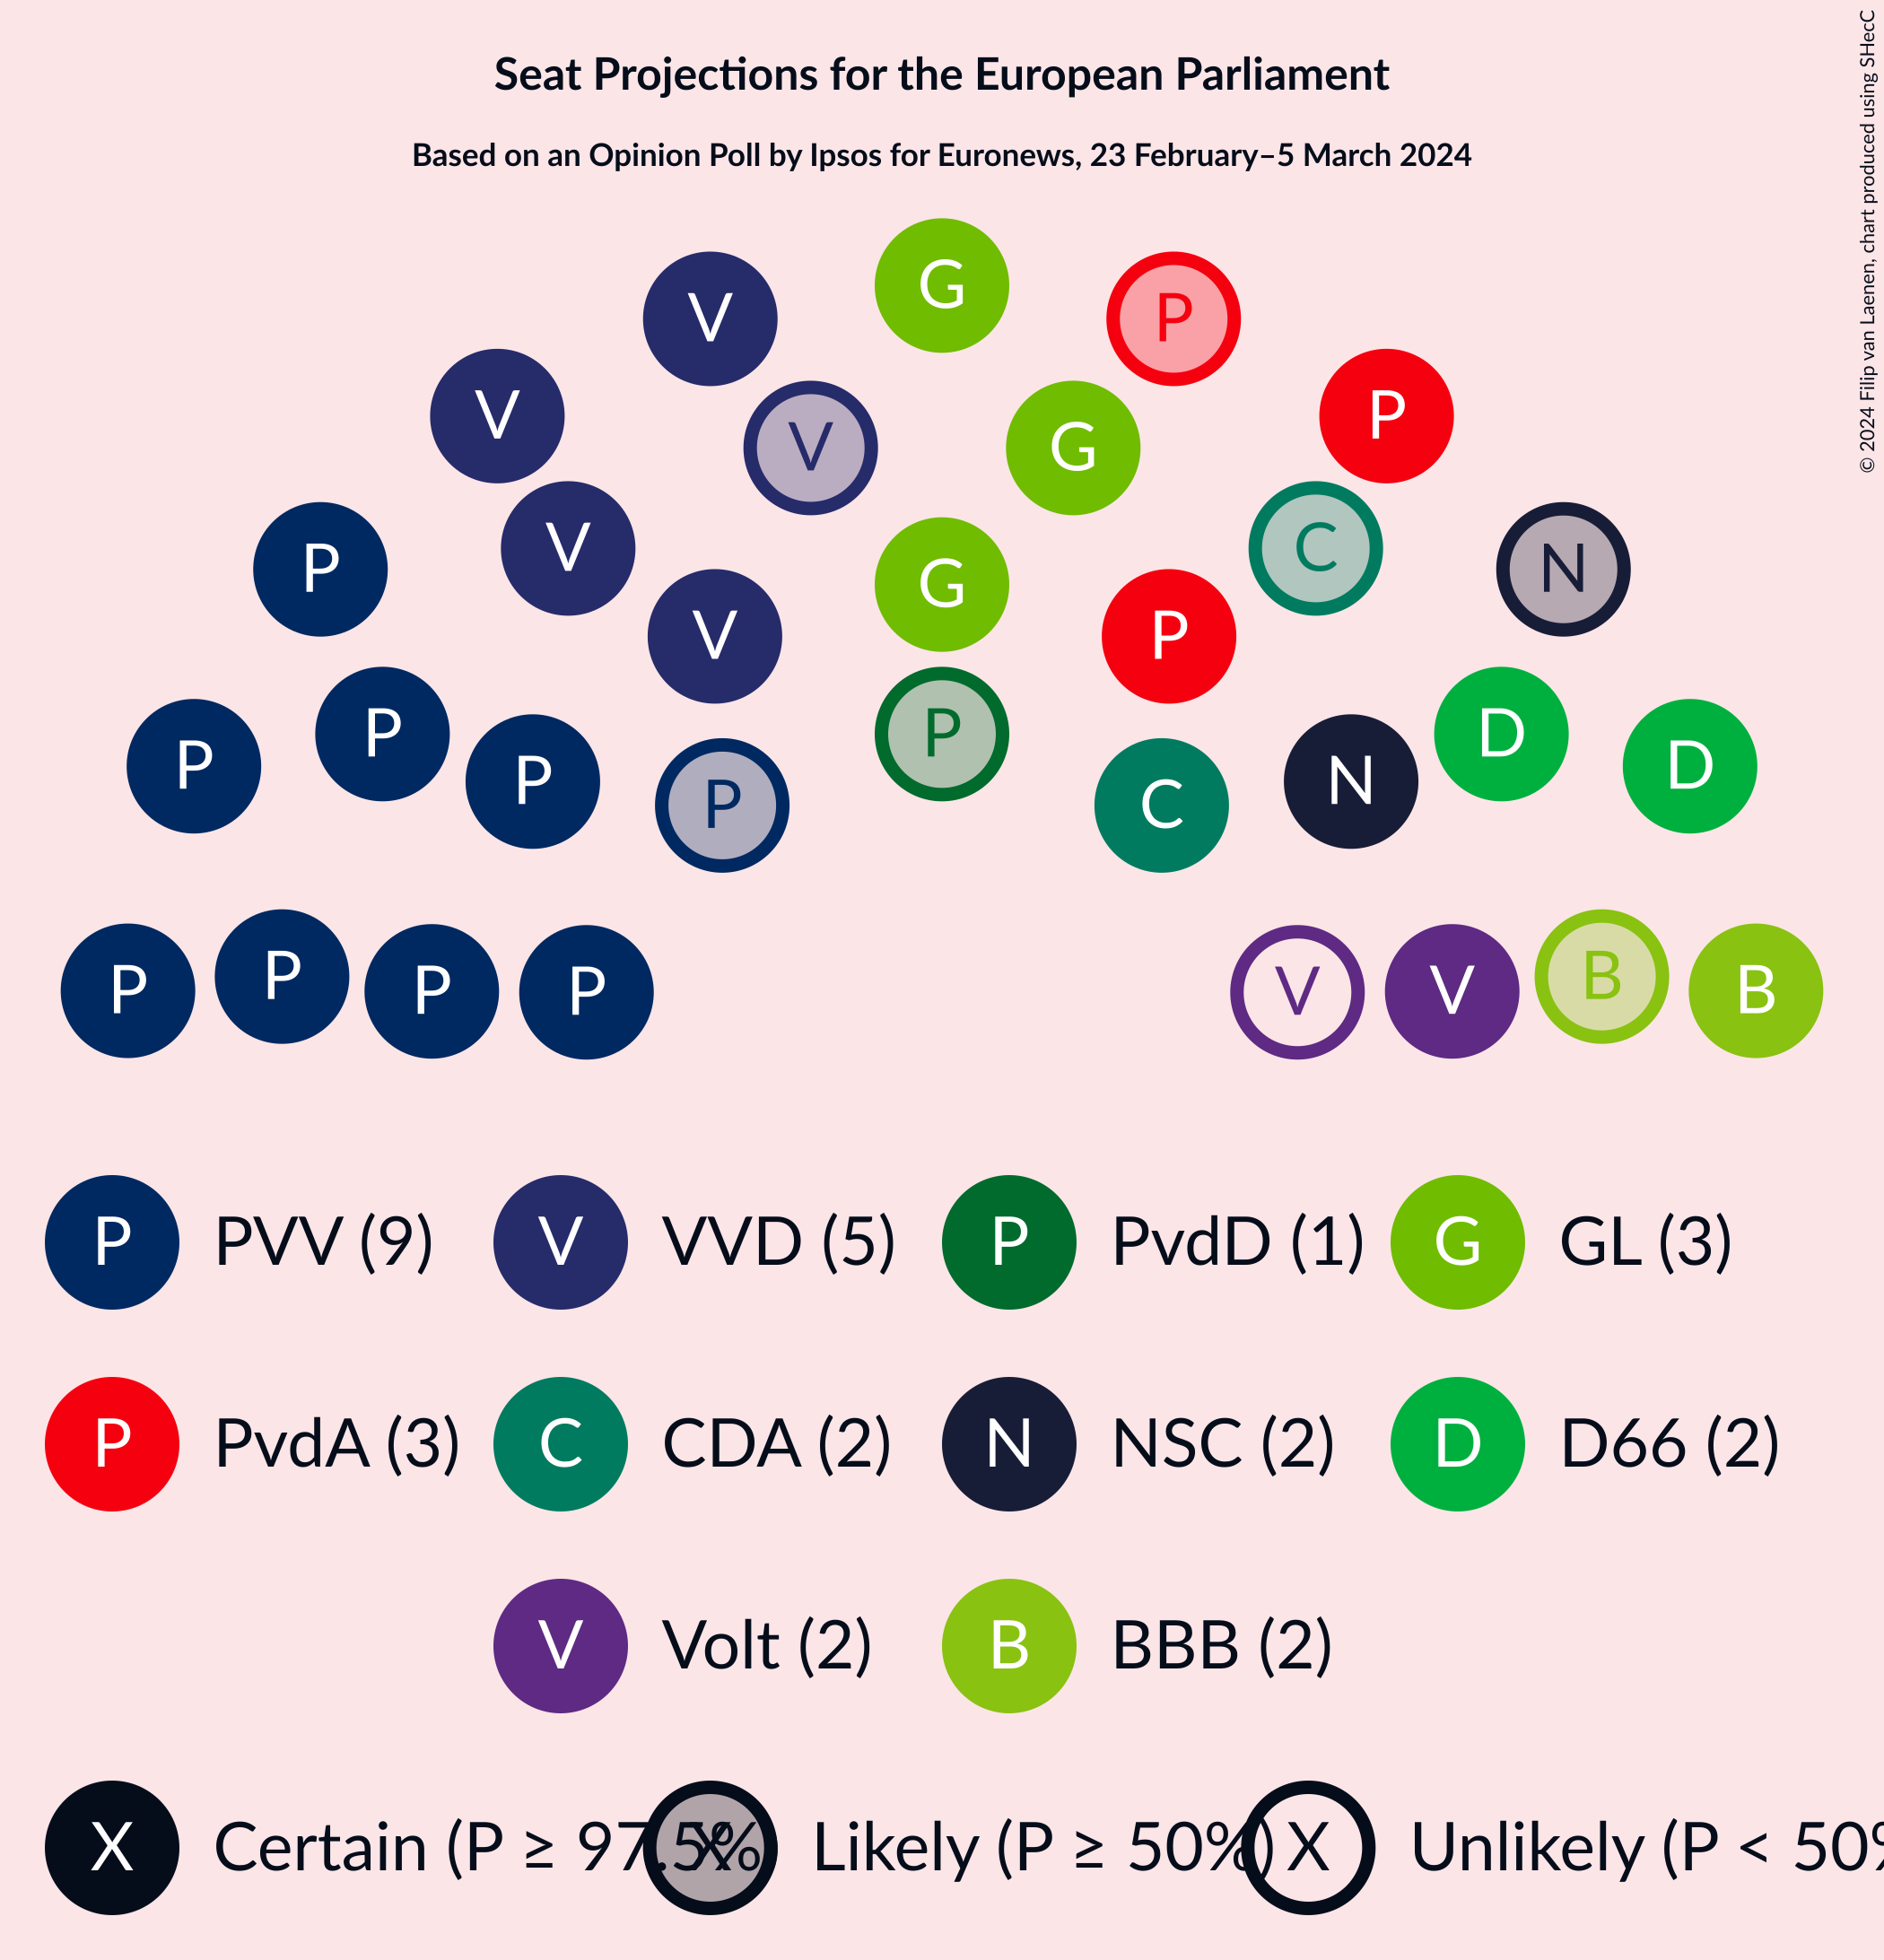 Seat Projections for the European Parliament
Based on an Opinion Poll by Ipsos for Euronews, 23 February–5 March 2024
© 2024 Filip van Laenen, chart produced using SHecC
G
V P
V P
V G
P V C N
G
V P
P P P D D
P N
P C
P P P P V V B B
P PVV (9) V VVD (5) P PvdD (1) G GL (3)
P PvdA (3) C CDA (2) N NSC (2) D D66 (2)
V Volt (2) B BBB (2)
X Certain (P ≥ 97.5% X Likely (P ≥ 50%) X Unlikely (P < 50%